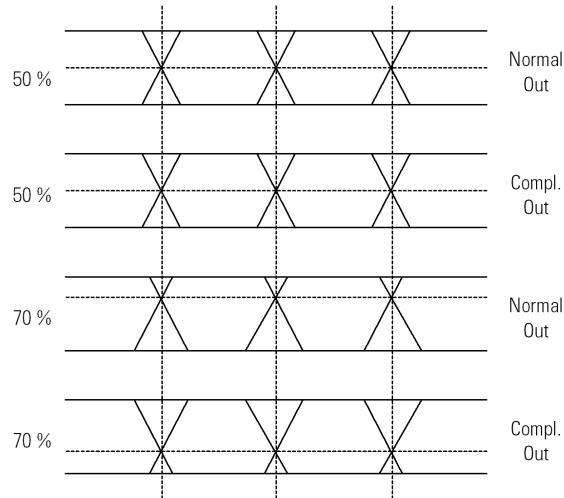 50 %
Normal
Out
50 %
Compl.
Out
70 %
Normal
Out
70 %
Compl.
Out